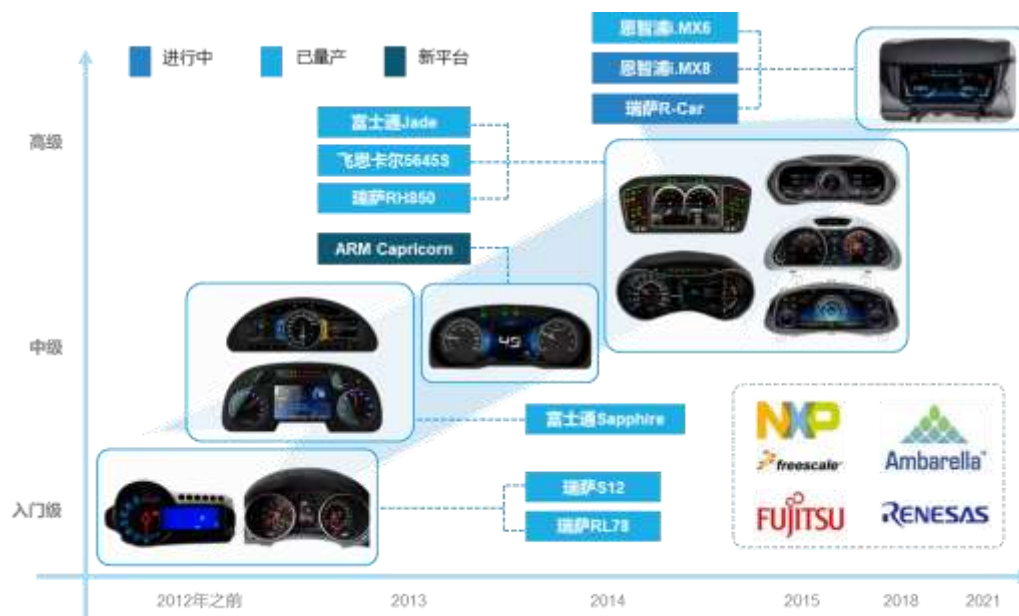 进行中
已量产
新平台
恩智浦i.MX6
恩智浦i.MX8
瑞萨R-Car
高级
富士通Jade
飞思卡尔5645S
瑞萨RH850
ARM Capricorn
49
中级
富士通Sapphire
NXP
freescale
Ambarella
入门级
瑞萨S12
瑞萨RL78
FUJITSU
RENESAS
2012年之前
2013
2014
2015
2018
2021